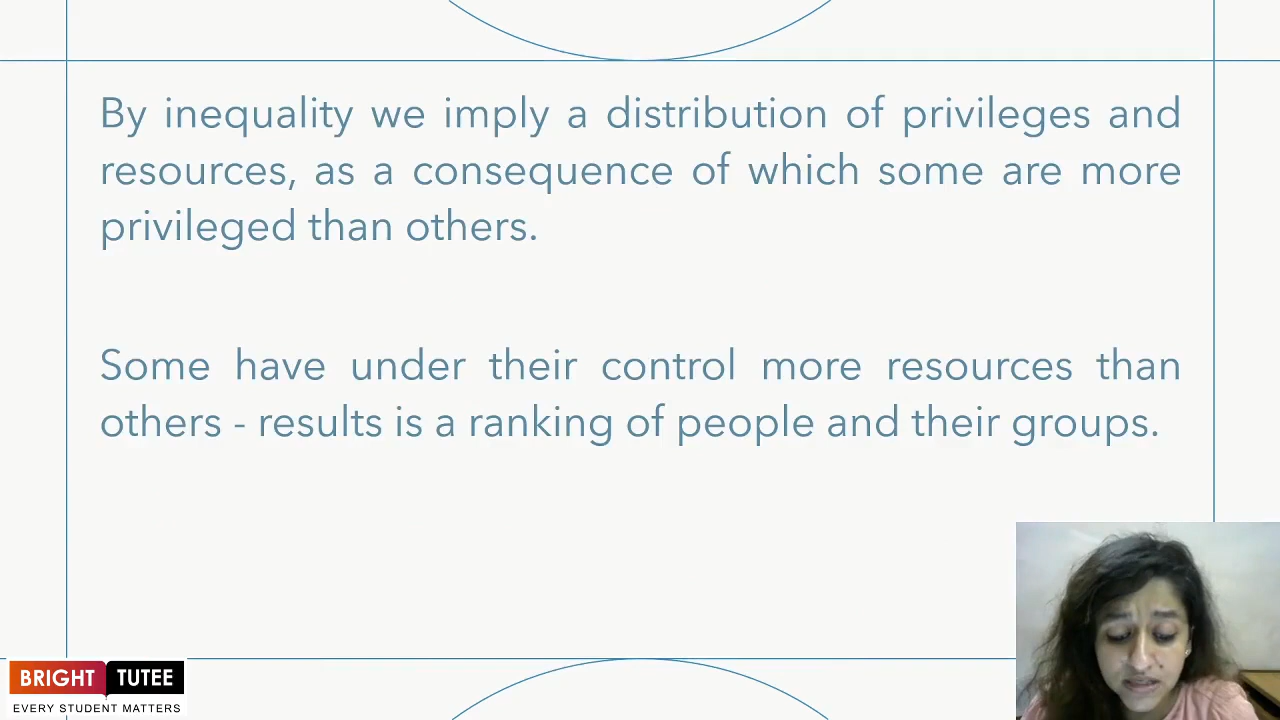 By inequality we imply a distribution of privileges and
resources, as a consequence of which some are more
privileged than others.
Some have under their control more resources than
others - results is a ranking of people and their groups.
BRIGHT TUTEE
EVERY STUDENT MATTERS